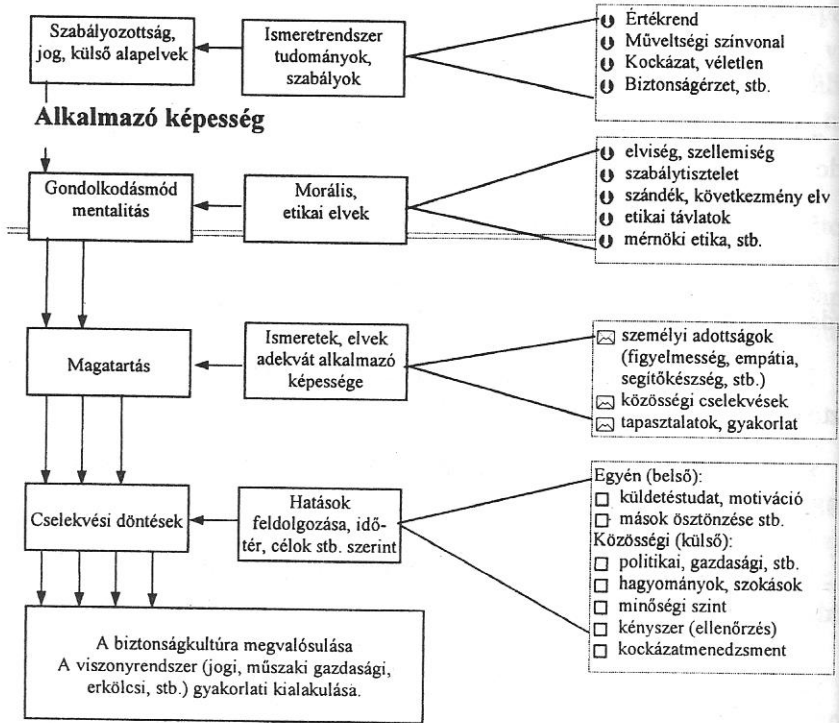 Szabályozottság,
jog, külső alapelvek
Ismeretrendszer
tudományok,
szabályok
Értékrend
Műveltségi színvonal
Kockázat, véletlen
Biztonságérzet, stb.
Alkalmazó képesség
Gondolkodásmód
mentalitás
Morális,
etikai elvek
elviség, szellemiség
szabálytisztelet
szándék, következmény elv
etikai távlatok
mérnöki etika, stb.
Magatartás
Ismeretek, elvek
adekvát alkalmazó
képessége
személyi adottságok
(figyelmesség, empátia,
segítőkészség, stb.)
közösségi cselekvések
tapasztalatok, gyakorlat
Cselekvési döntések
Hatások
feldolgozása, idő-
tér, célok stb. szerint
Egyén (belső):
küldetéstudat, motiváció
mások ösztönzése stb.
Közösségi (külső):
politikai, gazdasági, stb.
hagyományok, szokások
minőségi szint
kényszer (ellenőrzés)
kockázatmenedzsment
A biztonságkultúra megvalósulása
A viszonyrendszer (jogi, műszaki gazdasági,
erkölcsi, stb.) gyakorlati kialakulása.